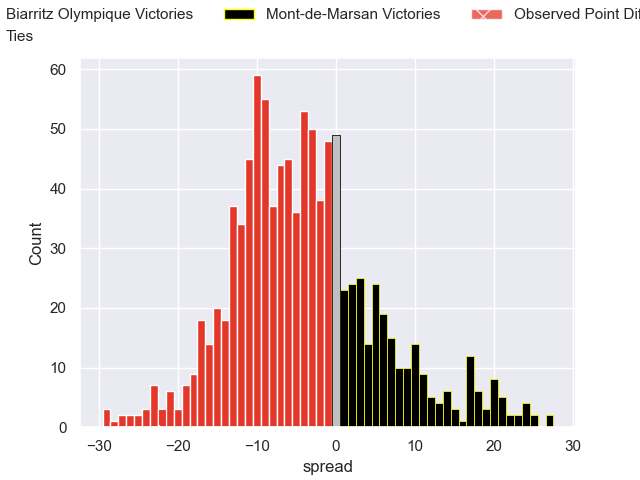 Biarritz Olympique Victories Mont-de-Marsan Victories Observed Point Dif
Ties
60
50
40
30
20
10
0
Count
−30 −20 −10 0 10 20 30
spread